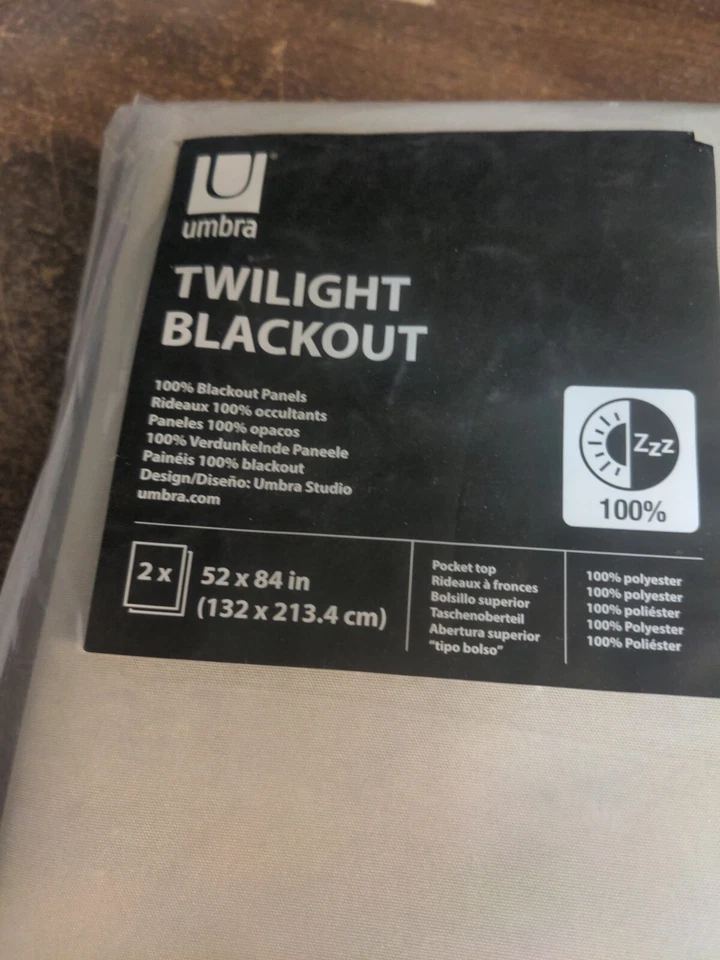 umbra
TWILIGHT
BLACKOUT
100% Blackout Panels
Rideaux 100% occultants
Paneles 100% opacos
100% Verdunkelnde Paneele
Painéis 100% blackout
Design/Diseño: Umbra Studio
umbra.com
Zzz
100%
2 x
52 x 84 in
(132 x 213.4 cm)
Pocket top
Rideaux à fronces
Bolsillo superior
Taschenoberteil
Abertura superior
"tipo bolso"
100% polyester
100% polyester
100% poliéster
100% Polyester
100% Poliéster